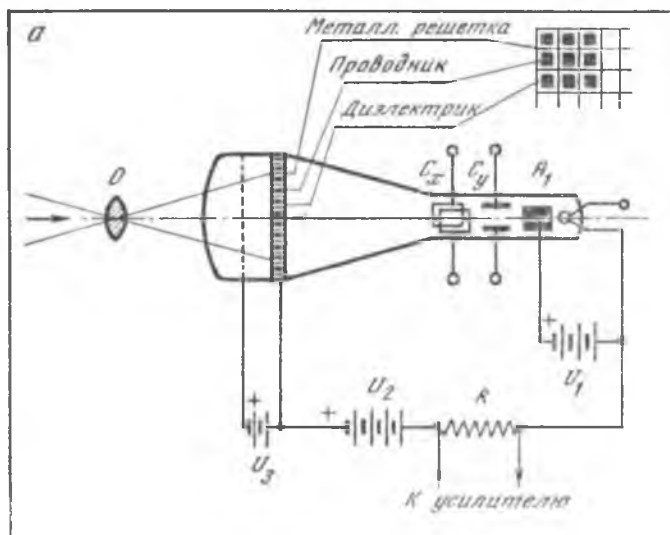 а
Металл. решетка
Проводник
Диэлектрик
О
Cx
Cy
A1
+
U1
+
U2
R
+
U3
К усилителю